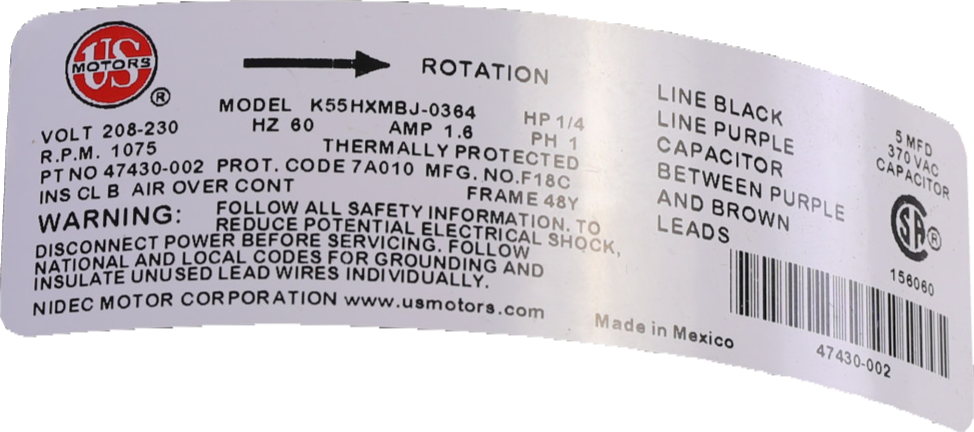 US
MOTORS
®
ROTATION
MODEL K55HXMBJ-0364 HP 1/4
VOLT 208-230 HZ 60 AMP 1.6 PH 1
R.P.M. 1075 THERMALLY PROTECTED
PT NO 47430-002 PROT. CODE 7A010 MFG. NO.F18C
INS CL B AIR OVER CONT FRAME 48Y
WARNING: FOLLOW ALL SAFETY INFORMATION. TO
REDUCE POTENTIAL ELECTRICAL SHOCK,
DISCONNECT POWER BEFORE SERVICING. FOLLOW
NATIONAL AND LOCAL CODES FOR GROUNDING AND
INSULATE UNUSED LEAD WIRES INDIVIDUALLY.
NIDEC MOTOR CORPORATION www.usmotors.com
Made in Mexico
LINE BLACK
LINE PURPLE
CAPACITOR
BETWEEN PURPLE
AND BROWN
LEADS
5 MFD
370 VAC
CAPACITOR
SA®
156060
47430-002